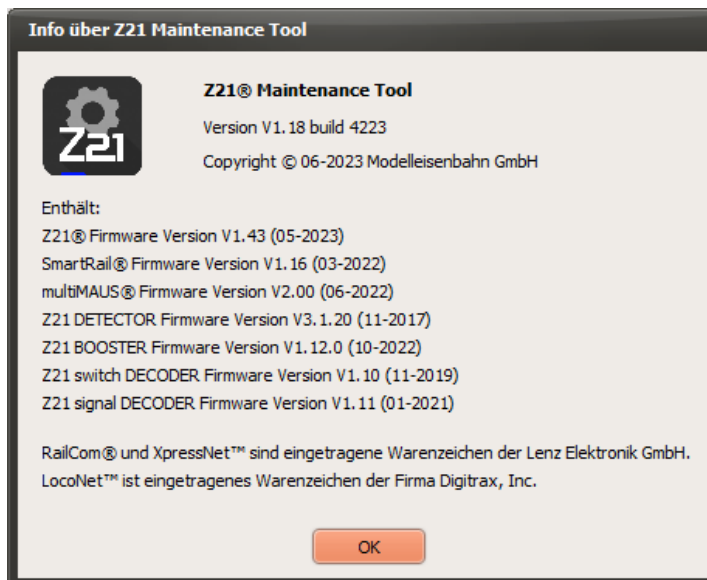 Info über Z21 Maintenance Tool
Z21
Z21® Maintenance Tool
Version V1.18 build 4223
Copyright © 06-2023 Modelleisenbahn GmbH
Enthält:
Z21® Firmware Version V1.43 (05-2023)
SmartRail® Firmware Version V1.16 (03-2022)
multiMAUS® Firmware Version V2.00 (06-2022)
Z21 DETECTOR Firmware Version V3.1.20 (11-2017)
Z21 BOOSTER Firmware Version V1.12.0 (10-2022)
Z21 switch DECODER Firmware Version V1.10 (11-2019)
Z21 signal DECODER Firmware Version V1.11 (01-2021)
RailCom® und XpressNet™ sind eingetragene Warenzeichen der Lenz Elektronik GmbH.
LocoNet™ ist eingetragenes Warenzeichen der Firma Digitrax, Inc.
OK